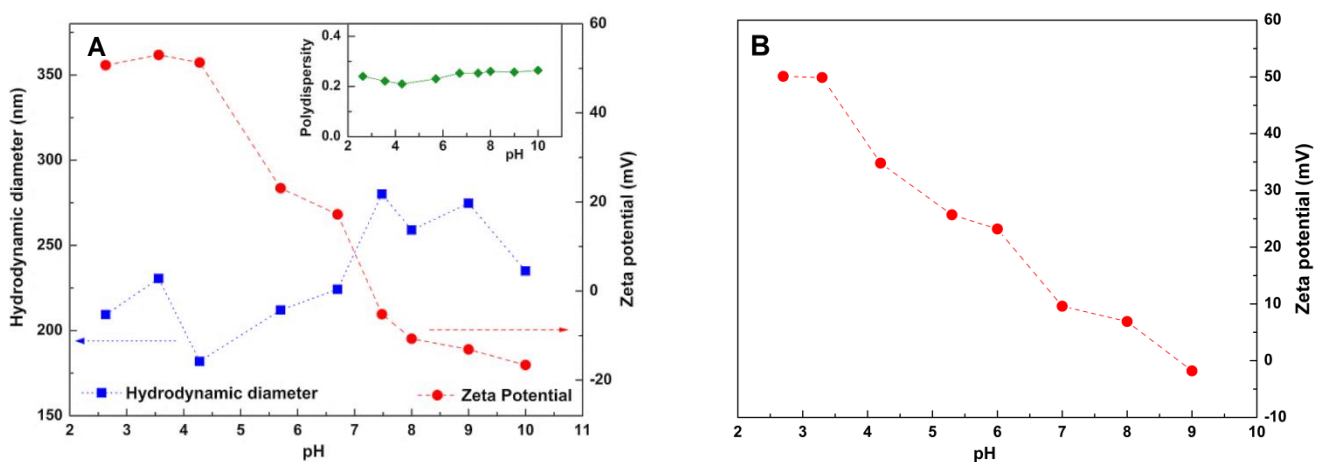 A
Hydrodynamic diameter (nm)
350
300
250
200
150
2 3 4 5 6 7 8 9 10 11
pH
60
40
20
0
-20
Zeta potential (mV)
Hydrodynamic diameter
Zeta Potential
Polydispersity
0.4
0.2
0.0
2 4 6 8 10
pH
B
60
50
40
30
20
10
0
-10
Zeta potential (mV)
2 3 4 5 6 7 8 9 10
pH